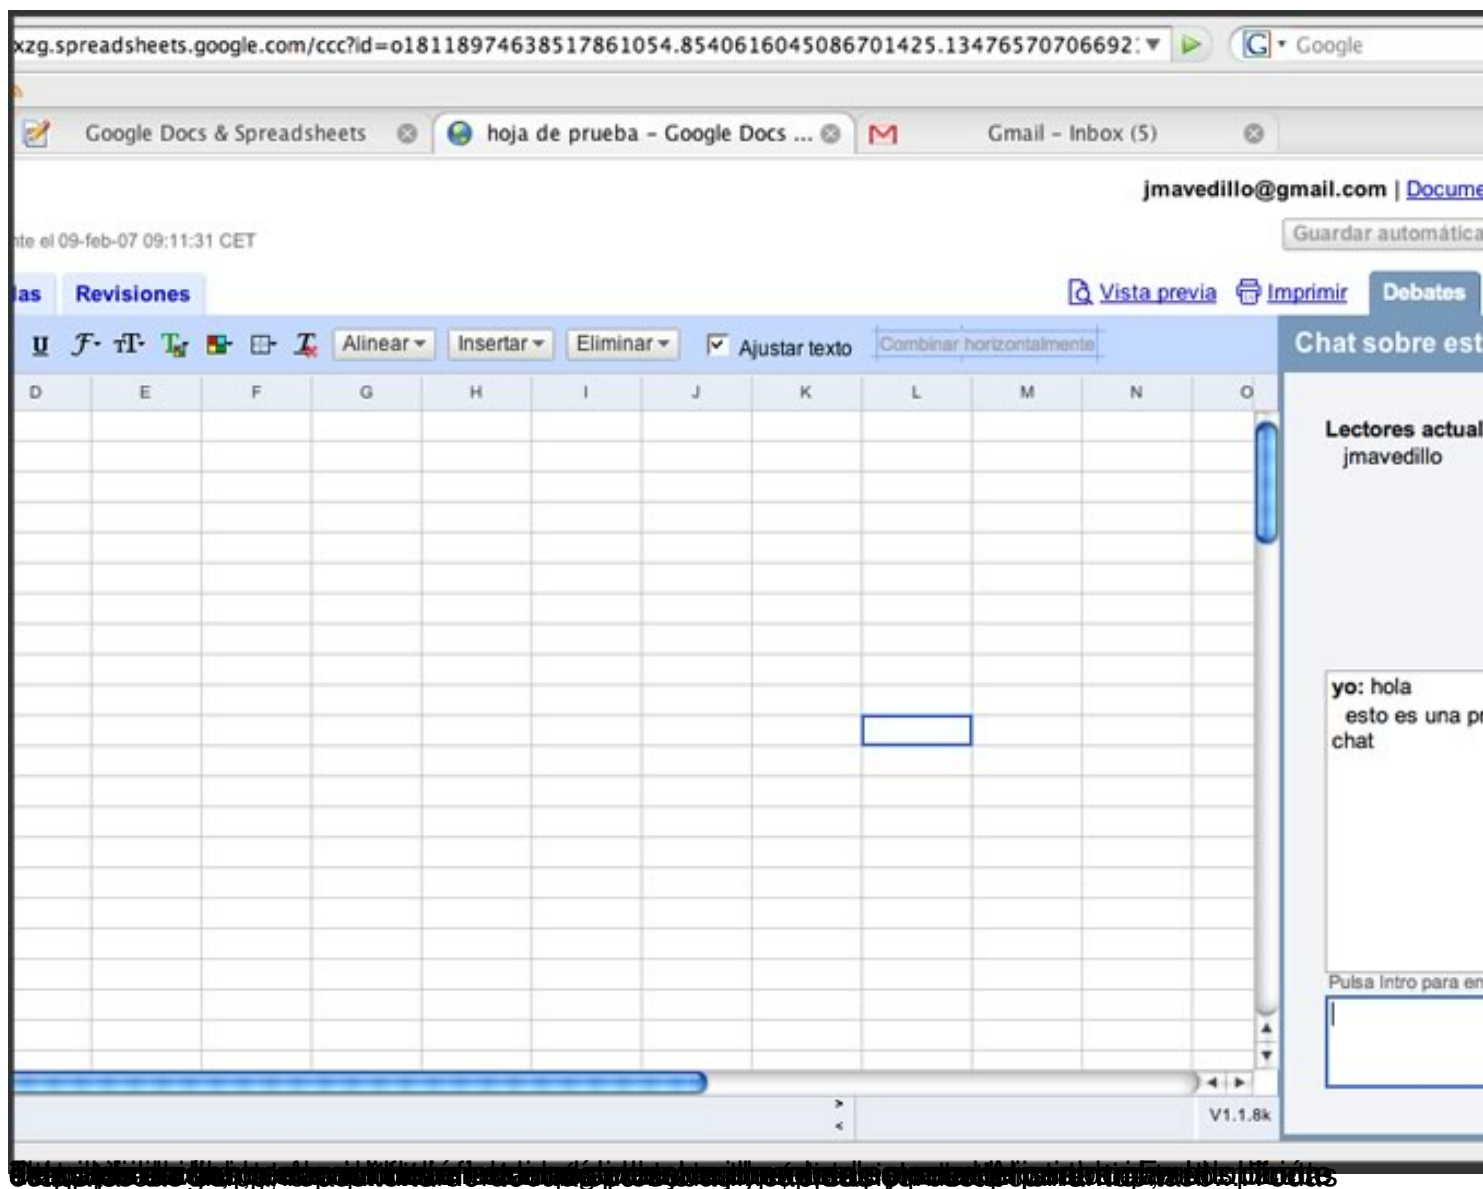 xzg.spreadsheets.google.com/ccc?id=o18118974638517861054.8540616045086701425.13476570706692: Google
Google Docs & Spreadsheets hoja de prueba – Google Docs ... Gmail – Inbox (5)
jmavedillo@gmail.com | Docume
nte el 09-feb-07 09:11:31 CET Guardar automática
las Revisiones Vista previa Imprimir Debates
U F T Alinear Insertar Eliminar Ajustar texto Combinar horizontalmente Chat sobre est
D E F G H I J K L M N O
Lectores actual
jmavedillo
yo: hola
esto es una pr
chat
Pulsa Intro para en
V1.1.8k